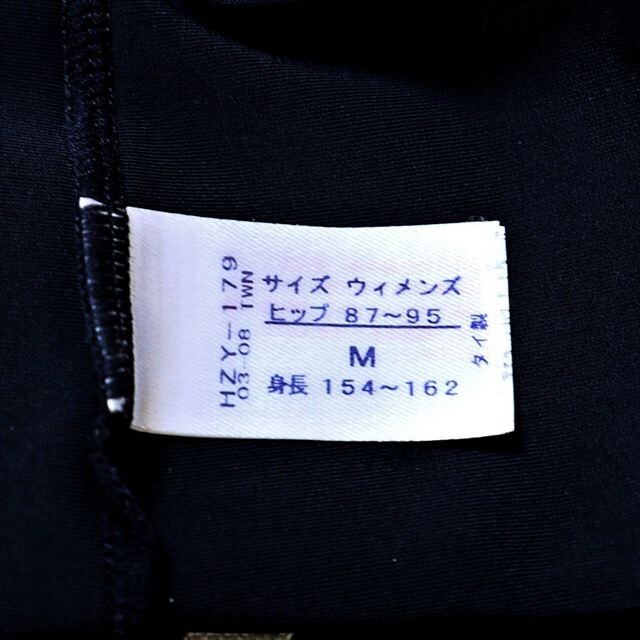 HZY-179
03-08 TWN
サイズ ウィメンズ
ヒップ 87～95
M
身長 154～162
タイ製